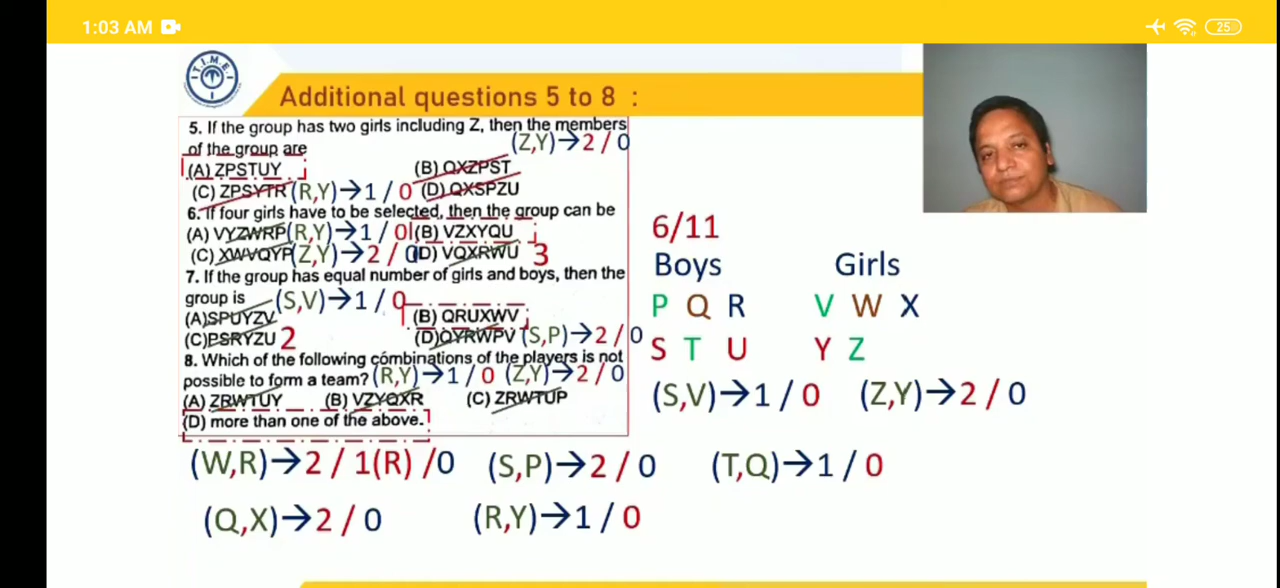 1:03 AM
25
I.T.I.M.E.I
Additional questions 5 to 8 :
5. If the group has two girls including Z, then the members
of the group are (Z,Y)→2 / 0
(A) ZPSTUY (B) QXZPST
(C) ZPSYTR (R,Y)→1 / 0 (D) QXSPZU
6. If four girls have to be selected, then the group can be
(A) VYZWRP (R,Y)→1 / 0 (B) VZXYQU
(C) XWVQYP (Z,Y)→2 / 0 (D) VQXRWU 3
7. If the group has equal number of girls and boys, then the
group is (S,V)→1 / 0
(A)SPUYZV (B) QRUXWV
(C)PSRYZU 2 (D)QYRWPV (S,P)→2 / 0
8. Which of the following combinations of the players is not
possible to form a team? (R,Y)→1 / 0 (Z,Y)→2 / 0
(A) ZRWTUY (B) VZYQXR (C) ZRWTUP
(D) more than one of the above.
6/11
Boys Girls
P Q R V W X
S T U Y Z
(S,V)→1 / 0 (Z,Y)→2 / 0
(W,R)→2 / 1(R) /0 (S,P)→2 / 0 (T,Q)→1 / 0
(Q,X)→2 / 0 (R,Y)→1 / 0